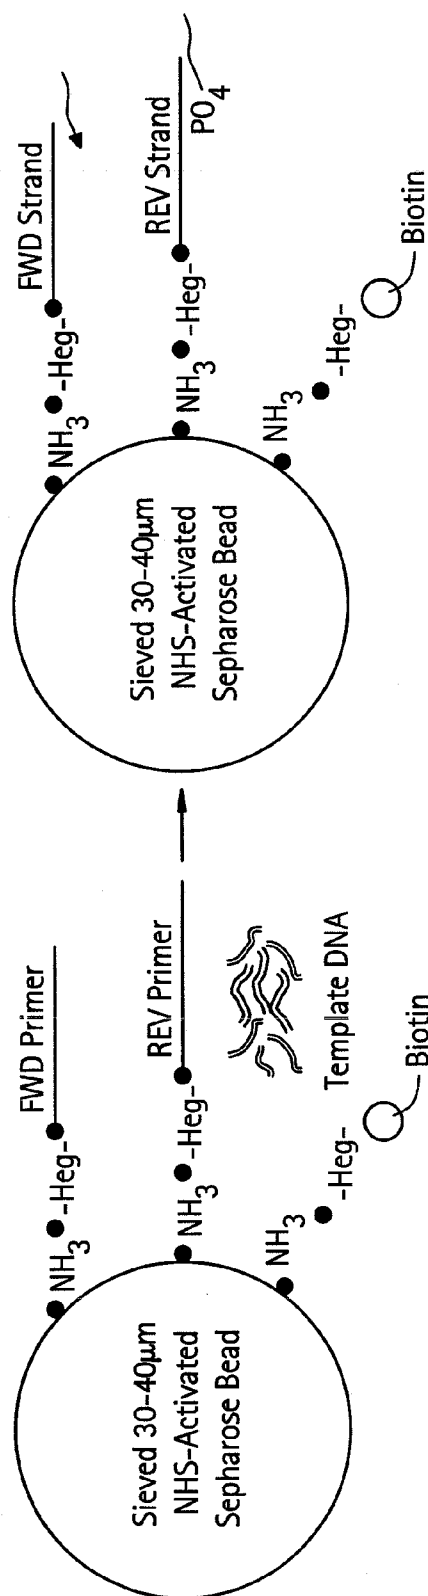 FWD Primer
NH3 -Heg-
REV Primer
NH3 -Heg-
Sieved 30-40µm
NHS-Activated
Sepharose Bead
NH3
-Heg-
Template DNA
Biotin
FWD Strand
NH3 -Heg-
REV Strand
NH3 -Heg-
PO4
Sieved 30-40µm
NHS-Activated
Sepharose Bead
NH3
-Heg-
Biotin